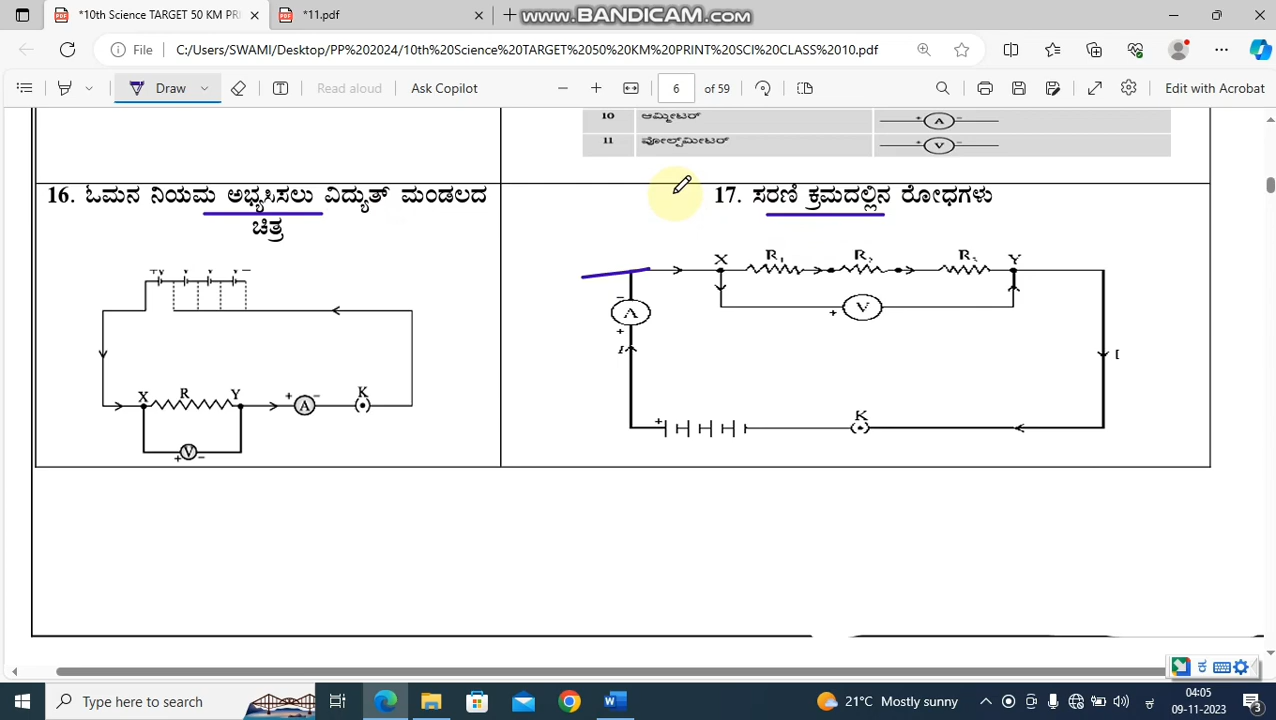 *10th Science TARGET 50 KM PRI
*11.pdf
www.BANDICAM.com
File
C:/Users/SWAMI/Desktop/PP%202024/10th%20Science%20TARGET%2050%20KM%20PRINT%20SCI%20CLASS%2010.pdf
Draw
Read aloud
Ask Copilot
6
of 59
Edit with Acrobat
10 ಆಮ್ಮೀಟರ್ + A −
11 ವೋಲ್ಟ್‌ಮೀಟರ್ + V −
16. ಓಮನ ನಿಯಮ ಅಭ್ಯಸಿಸಲು ವಿದ್ಯುತ್ ಮಂಡಲದ
ಚಿತ್ರ
17. ಸರಣಿ ಕ್ರಮದಲ್ಲಿನ ರೋಧಗಳು
X R₁ R₂ R₃ Y
− A +
+ V
I
I
+ K
X R Y + A − K
+ V −
Type here to search
21°C Mostly sunny
04:05
09-11-2023
3